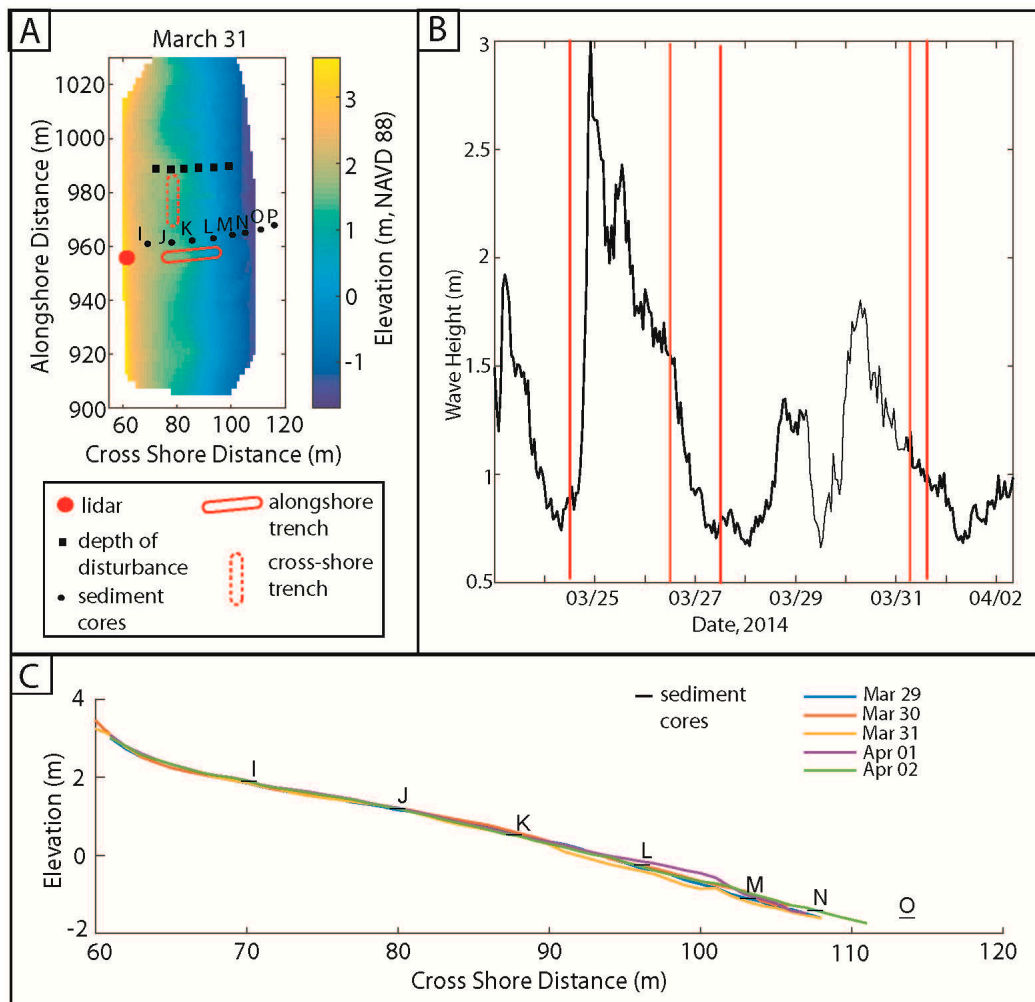 A
March 31
1020
1000
980
960
940
920
900
Alongshore Distance (m)
I J K L M N O P
60 80 100 120
Cross Shore Distance (m)
3
2
1
0
-1
Elevation (m, NAVD 88)
lidar
depth of
disturbance
sediment
cores
alongshore
trench
cross-shore
trench
B
3
2.5
2
1.5
1
0.5
Wave Height (m)
03/25 03/27 03/29 03/31 04/02
Date, 2014
C
4
2
0
-2
Elevation (m)
I
J
K
L
M
N
O
sediment
cores
Mar 29
Mar 30
Mar 31
Apr 01
Apr 02
60 70 80 90 100 110 120
Cross Shore Distance (m)